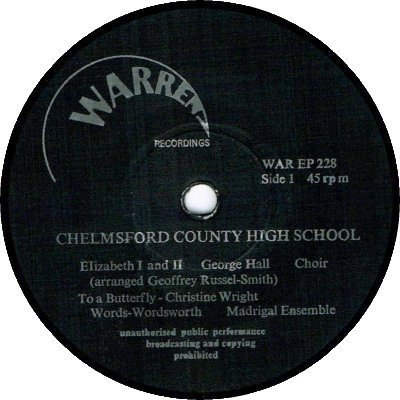 WARREN
RECORDINGS
WAR EP 228
Side 1 45 rpm
CHELMSFORD COUNTY HIGH SCHOOL
Elizabeth I and II George Hall Choir
(arranged Geoffrey Russel-Smith)
To a Butterfly - Christine Wright
Words-Wordsworth Madrigal Ensemble
unauthorised public performance
broadcasting and copying
prohibited